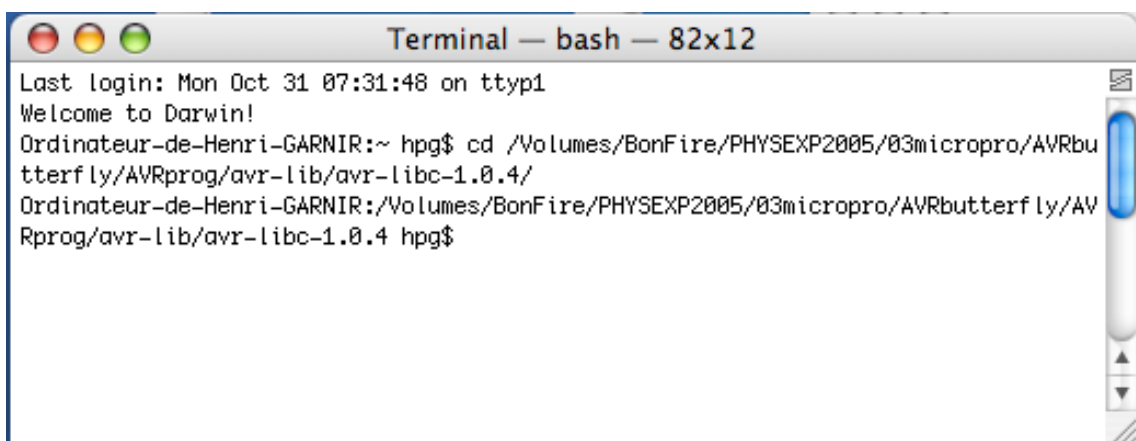 Terminal — bash — 82x12
Last login: Mon Oct 31 07:31:48 on ttyp1
Welcome to Darwin!
Ordinateur-de-Henri-GARNIR:~ hpg$ cd /Volumes/BonFire/PHYSEXP2005/03micropro/AVRbu
tterfly/AVRprog/avr-lib/avr-libc-1.0.4/
Ordinateur-de-Henri-GARNIR:/Volumes/BonFire/PHYSEXP2005/03micropro/AVRbutterfly/AV
Rprog/avr-lib/avr-libc-1.0.4 hpg$